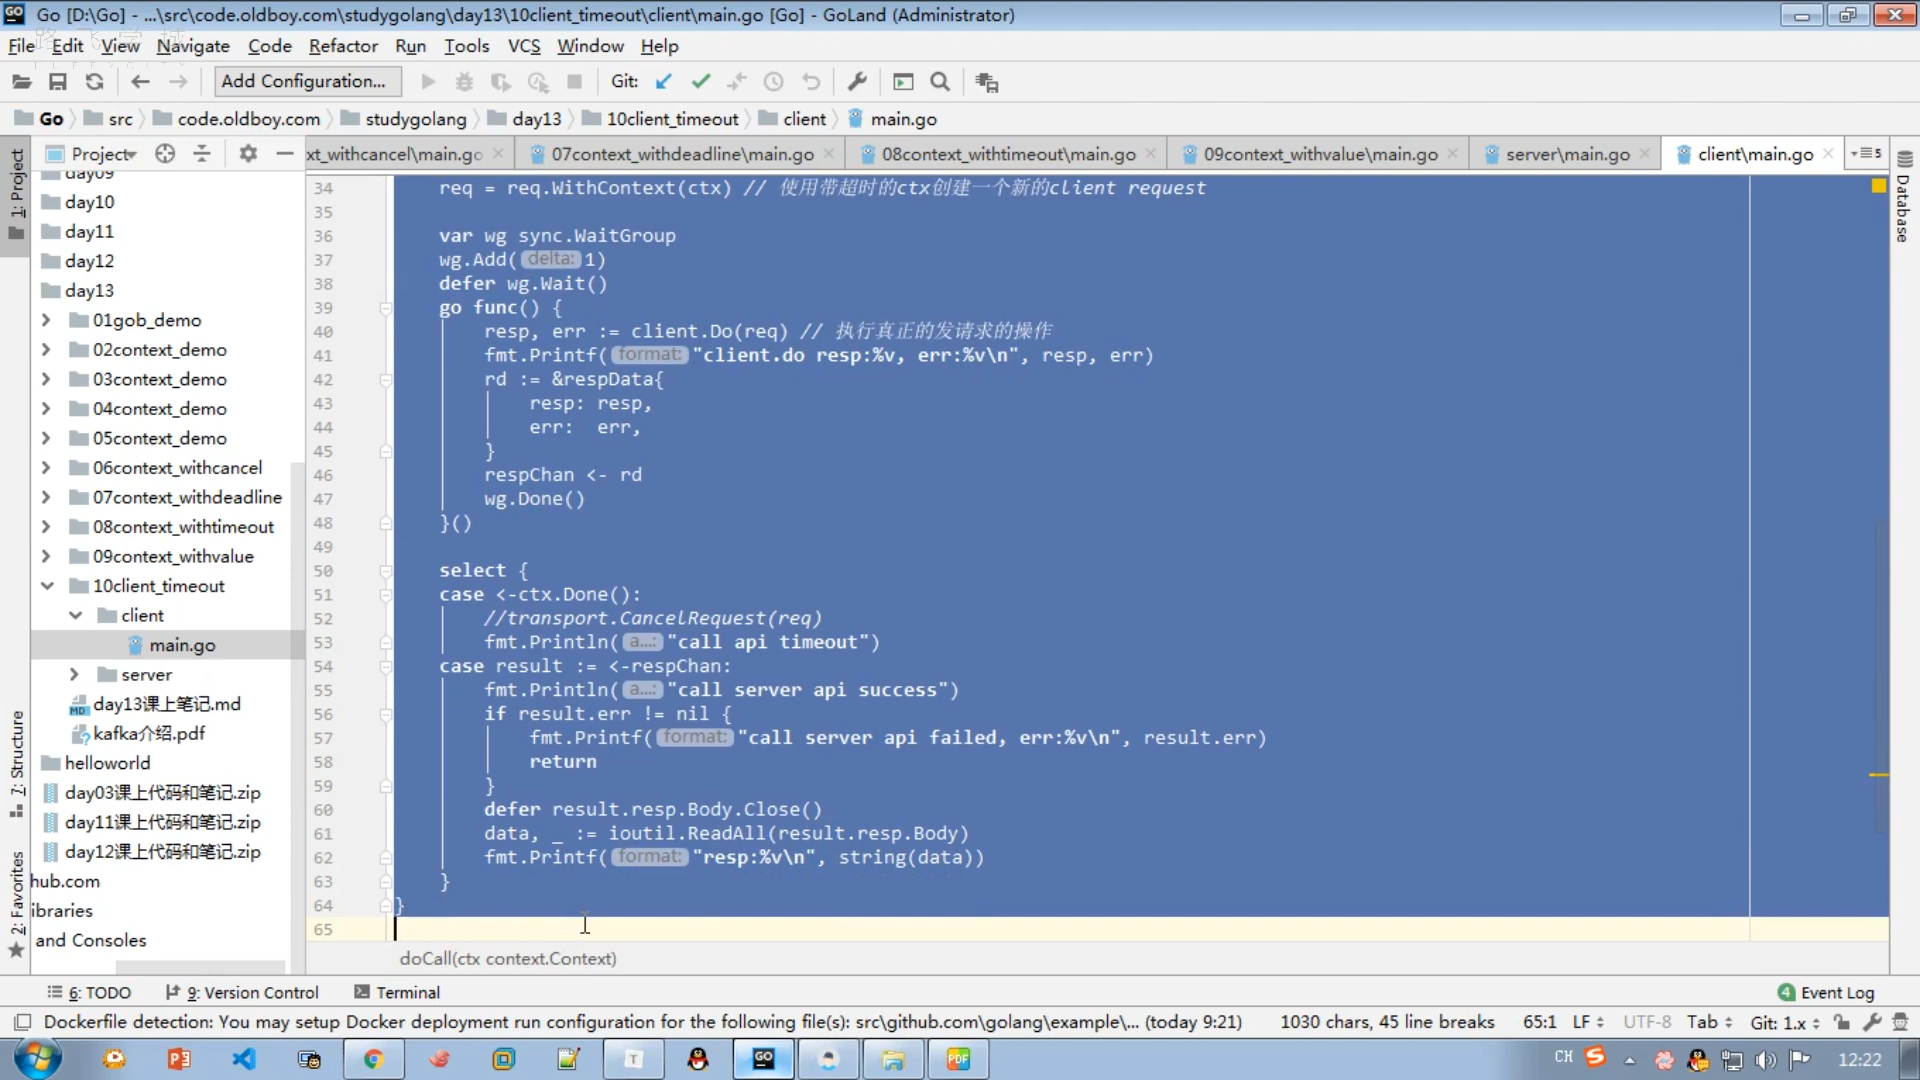 Go [D:\Go] - ...\src\code.oldboy.com\studygolang\day13\10client_timeout\client\main.go [Go] - GoLand (Administrator)
File Edit View Navigate Code Refactor Run Tools VCS Window Help
Add Configuration... Git:
Go src code.oldboy.com studygolang day13 10client_timeout client main.go
Project xt_withcancel\main.go 07context_withdeadline\main.go 08context_withtimeout\main.go 09context_withvalue\main.go server\main.go client\main.go 5
1: Project
7: Structure
2: Favorites
Database
day09
day10
day11
day12
day13
01gob_demo
02context_demo
03context_demo
04context_demo
05context_demo
06context_withcancel
07context_withdeadline
08context_withtimeout
09context_withvalue
10client_timeout
client
main.go
server
day13课上笔记.md
kafka介绍.pdf
helloworld
day03课上代码和笔记.zip
day11课上代码和笔记.zip
day12课上代码和笔记.zip
hub.com
ibraries
and Consoles
34 req = req.WithContext(ctx) // 使用带超时的ctx创建一个新的client request
35
36 var wg sync.WaitGroup
37 wg.Add( delta: 1)
38 defer wg.Wait()
39 go func() {
40 resp, err := client.Do(req) // 执行真正的发请求的操作
41 fmt.Printf( format: "client.do resp:%v, err:%v\n", resp, err)
42 rd := &respData{
43 resp: resp,
44 err: err,
45 }
46 respChan <- rd
47 wg.Done()
48 }()
49
50 select {
51 case <-ctx.Done():
52 //transport.CancelRequest(req)
53 fmt.Println( a...: "call api timeout")
54 case result := <-respChan:
55 fmt.Println( a...: "call server api success")
56 if result.err != nil {
57 fmt.Printf( format: "call server api failed, err:%v\n", result.err)
58 return
59 }
60 defer result.resp.Body.Close()
61 data, _ := ioutil.ReadAll(result.resp.Body)
62 fmt.Printf( format: "resp:%v\n", string(data))
63 }
64 }
65
doCall(ctx context.Context)
6: TODO 9: Version Control Terminal 4 Event Log
Dockerfile detection: You may setup Docker deployment run configuration for the following file(s): src\github.com\golang\example\... (today 9:21) 1030 chars, 45 line breaks 65:1 LF UTF-8 Tab Git: 1.x
CH 12:22